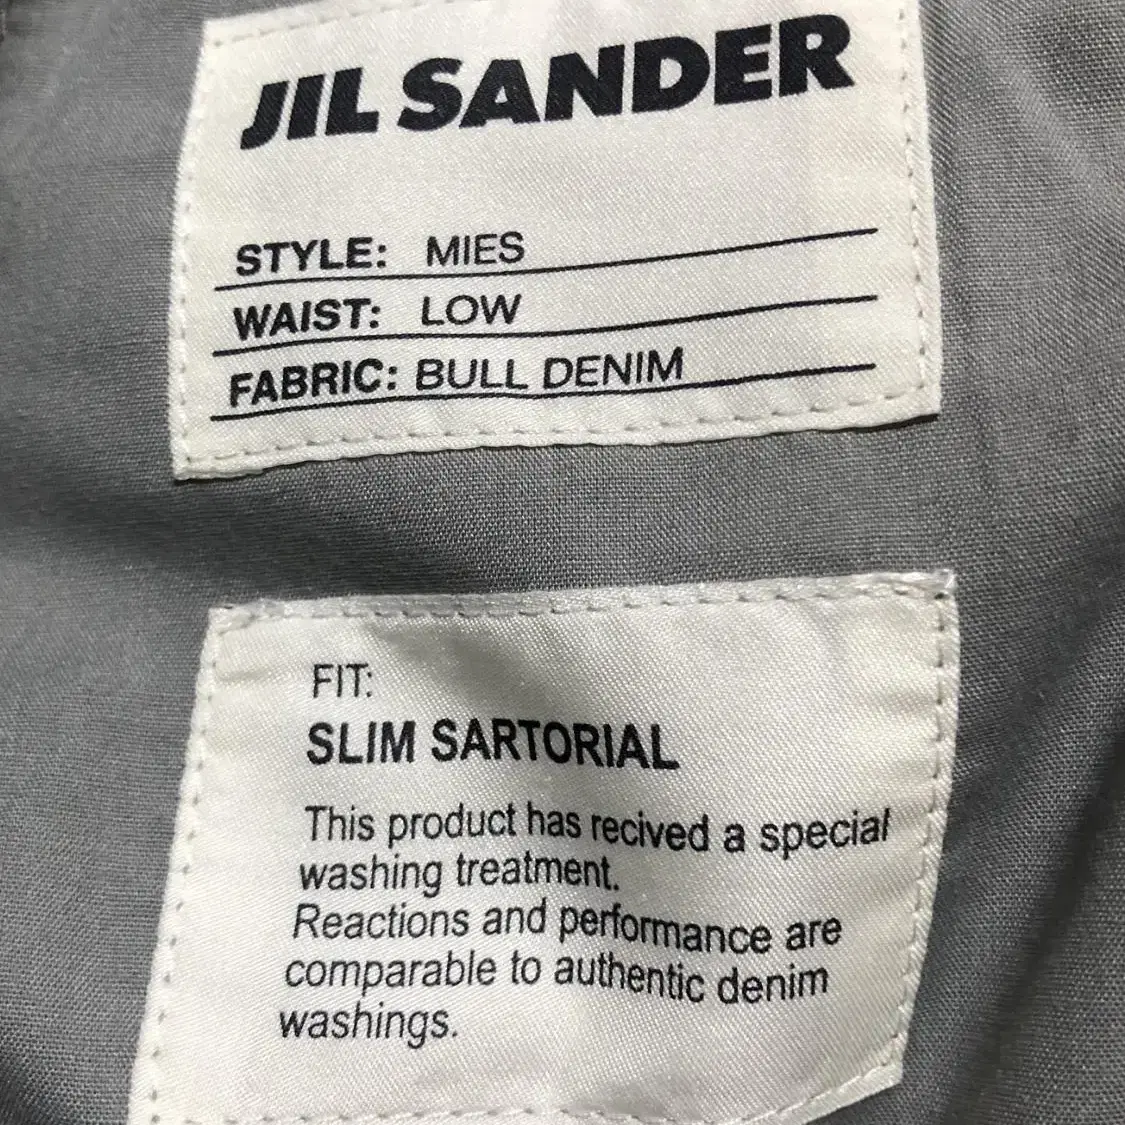 JIL SANDER
STYLE: MIES
WAIST: LOW
FABRIC: BULL DENIM
FIT:
SLIM SARTORIAL
This product has recived a special
washing treatment.
Reactions and performance are
comparable to authentic denim
washings.